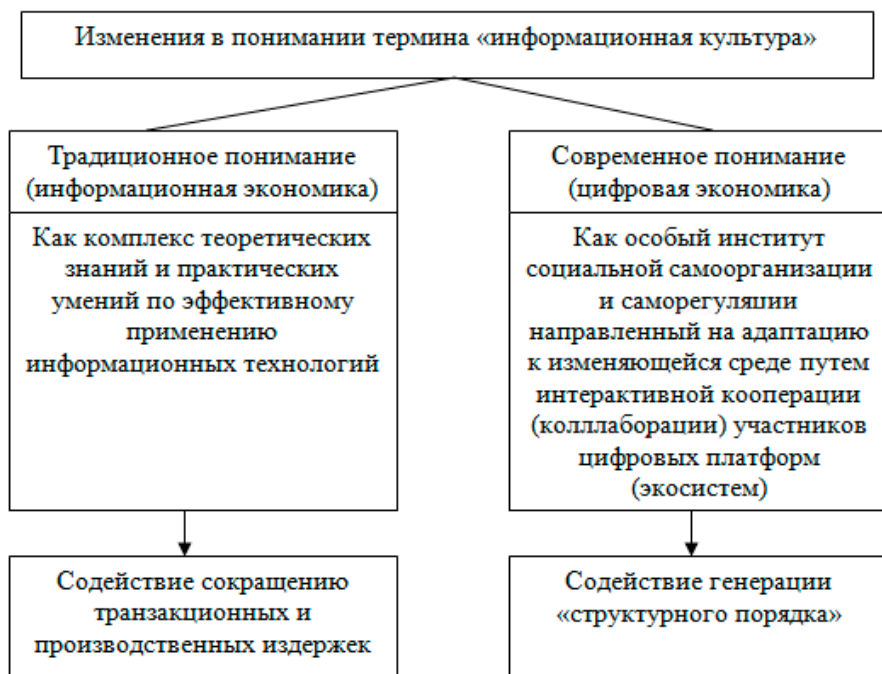 Изменения в понимании термина «информационная культура»
Традиционное понимание
(информационная экономика)
Как комплекс теоретических
знаний и практических
умений по эффективному
применению
информационных технологий
Содействие сокращению
транзакционных и
производственных издержек
Современное понимание
(цифровая экономика)
Как особый институт
социальной самоорганизации
и саморегуляции
направленный на адаптацию
к изменяющейся среде путем
интерактивной кооперации
(колллаборации) участников
цифровых платформ
(экосистем)
Содействие генерации
«структурного порядка»